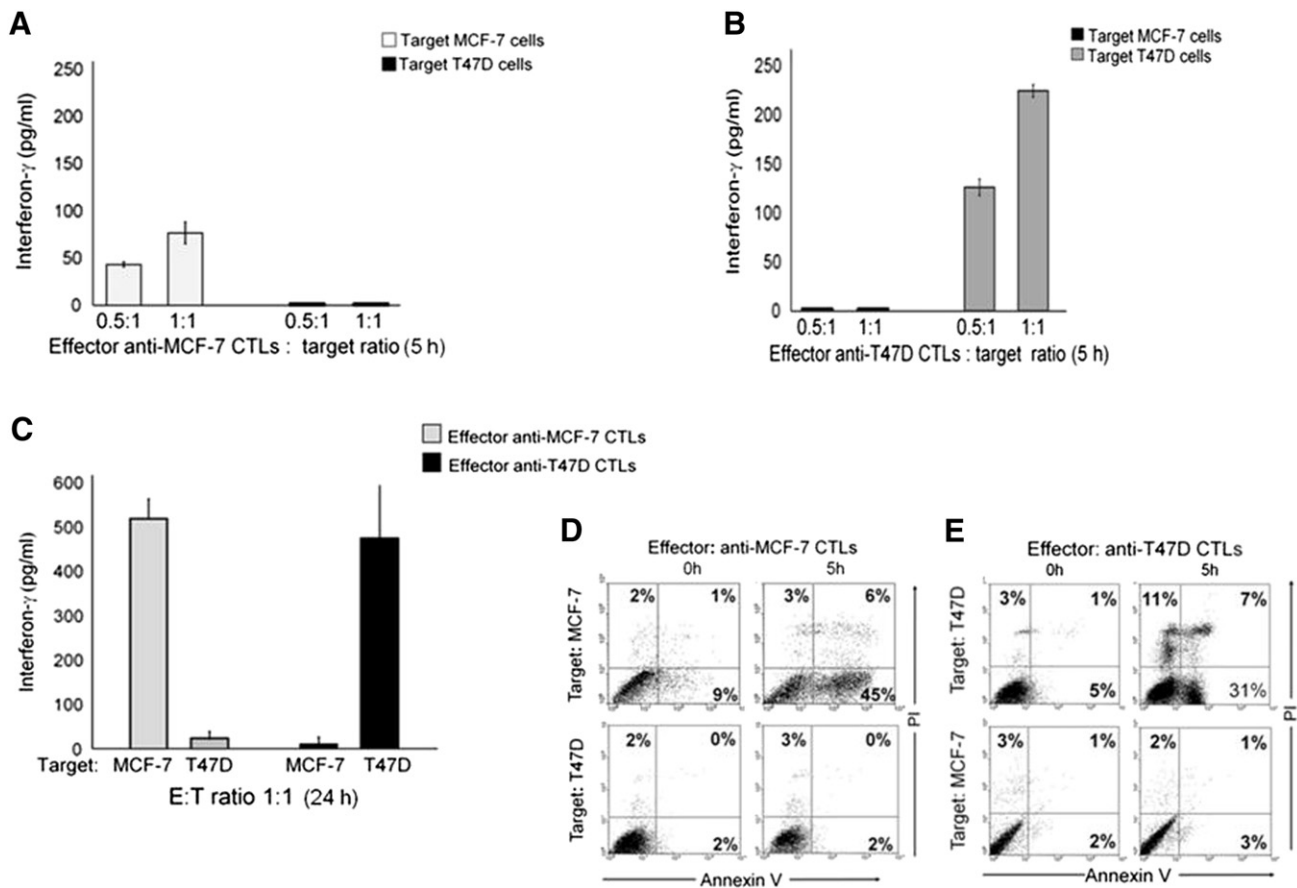 A
Target MCF-7 cells
Target T47D cells
Interferon-γ (pg/ml)
250
200
150
100
50
0
0.5:1 1:1 0.5:1 1:1
Effector anti-MCF-7 CTLs : target ratio (5 h)
B
Target MCF-7 cells
Target T47D cells
Interferon-γ (pg/ml)
250
200
150
100
50
0
0.5:1 1:1 0.5:1 1:1
Effector anti-T47D CTLs : target ratio (5 h)
C
Effector anti-MCF-7 CTLs
Effector anti-T47D CTLs
Interferon-γ (pg/ml)
600
500
400
300
200
100
0
Target: MCF-7 T47D MCF-7 T47D
E:T ratio 1:1 (24 h)
D
Effector: anti-MCF-7 CTLs
0h 5h
Target: MCF-7
2% 1% 3% 6%
9% 45%
Target: T47D
2% 0% 3% 0%
2% 2%
PI
Annexin V
E
Effector: anti-T47D CTLs
0h 5h
Target: T47D
3% 1% 11% 7%
5% 31%
Target: MCF-7
3% 1% 2% 1%
2% 3%
PI
Annexin V